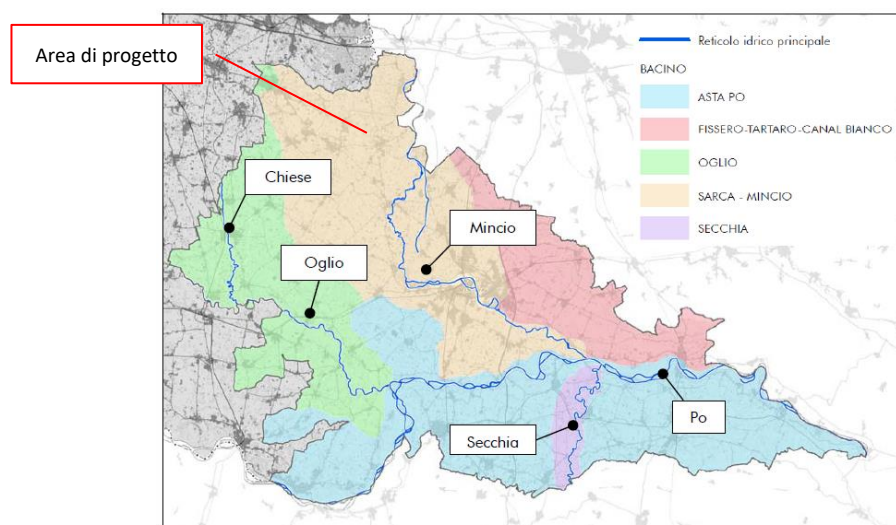 Area di progetto
Reticolo idrico principale
BACINO
ASTA PO
FISSERO-TARTARO-CANAL BIANCO
OGLIO
SARCA - MINCIO
SECCHIA
Chiese
Mincio
Oglio
Po
Secchia